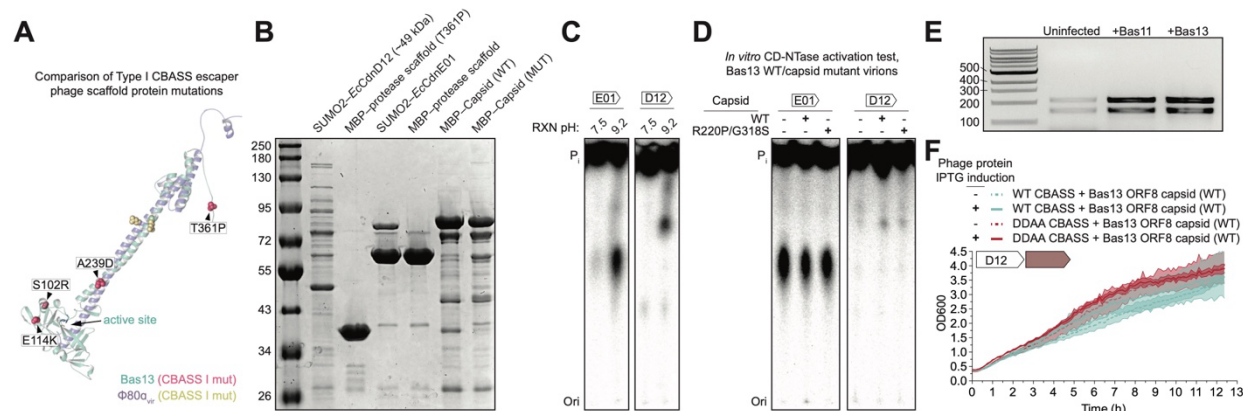 A
Comparison of Type I CBASS escaper
phage scaffold protein mutations
T361P
A239D
S102R
active site
E114K
Bas13 (CBASS I mut)
Φ80αvir (CBASS I mut)
B
SUMO2–EcCdnD12 (~49 kDa)
MBP–protease scaffold (T361P)
SUMO2–EcCdnE01
MBP–protease scaffold
MBP–Capsid (WT)
MBP–Capsid (MUT)
250
180
130
95
72
55
43
34
26
C
E01 D12
RXN pH: 7.5 9.2 7.5 9.2
Pi
Ori
D
In vitro CD-NTase activation test,
Bas13 WT/capsid mutant virions
Capsid E01 D12
WT - + - - + -
R220P/G318S - - + - - +
E
Uninfected +Bas11 +Bas13
500
400
300
200
100
F
Phage protein
IPTG induction
- WT CBASS + Bas13 ORF8 capsid (WT)
+ WT CBASS + Bas13 ORF8 capsid (WT)
- DDAA CBASS + Bas13 ORF8 capsid (WT)
+ DDAA CBASS + Bas13 ORF8 capsid (WT)
D12
OD600
4.5
4.0
3.5
3.0
2.5
2.0
1.5
1.0
0.5
0.0
0 1 2 3 4 5 6 7 8 9 10 11 12 13
Time (h)